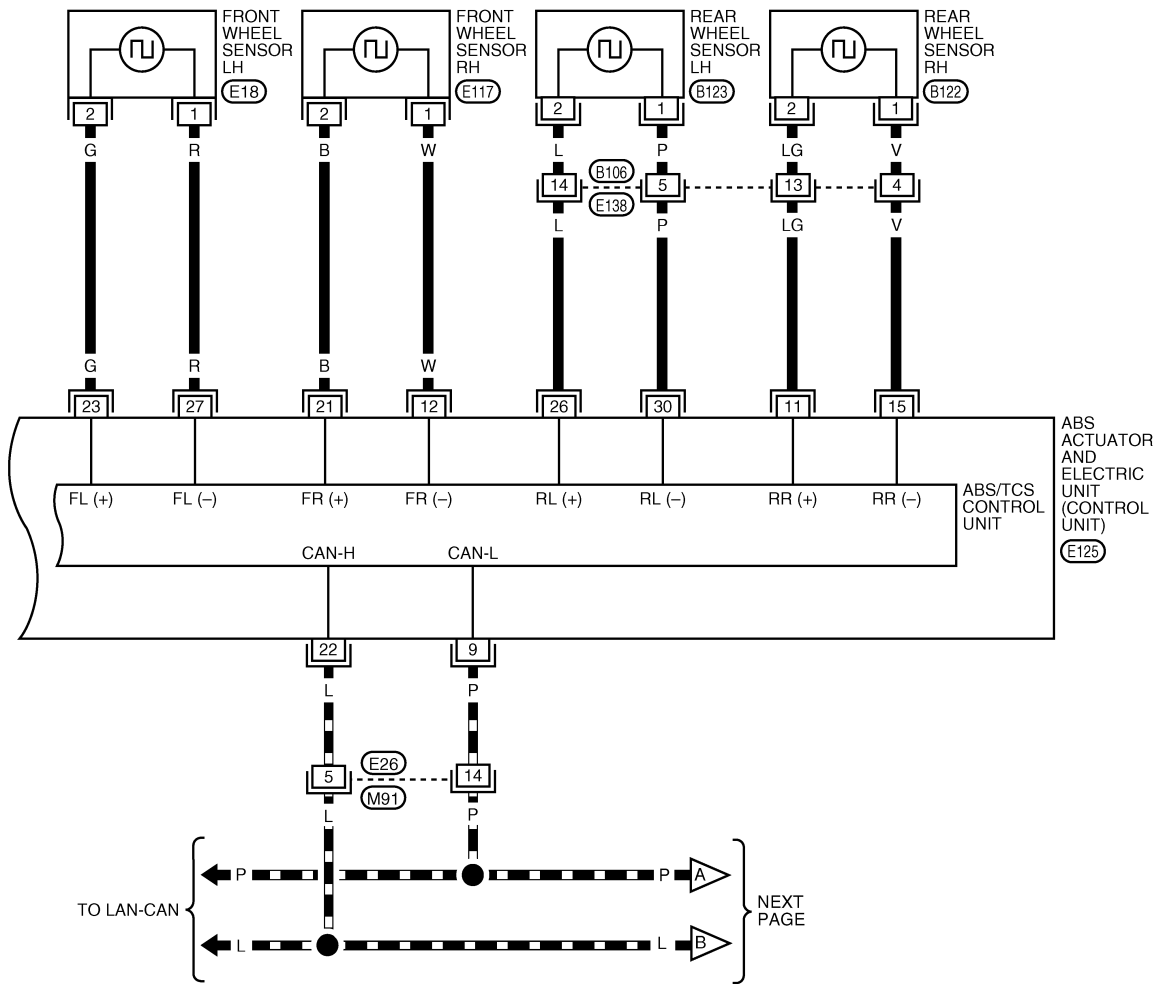 FRONT
WHEEL
SENSOR
LH
E18
FRONT
WHEEL
SENSOR
RH
E117
REAR
WHEEL
SENSOR
LH
B123
REAR
WHEEL
SENSOR
RH
B122
2 1 2 1 2 1 2 1
G R B W L P LG V
14 B106 5 13 4
E138
L P LG V
G R B W
23 27 21 12 26 30 11 15
ABS
ACTUATOR
AND
ELECTRIC
UNIT
(CONTROL
UNIT)
E125
FL (+) FL (–) FR (+) FR (–) RL (+) RL (–) RR (+) RR (–)
ABS/TCS
CONTROL
UNIT
CAN-H CAN-L
22 9
L P
5 E26 14
M91
L P
P P A
TO LAN-CAN
NEXT
PAGE
L L B